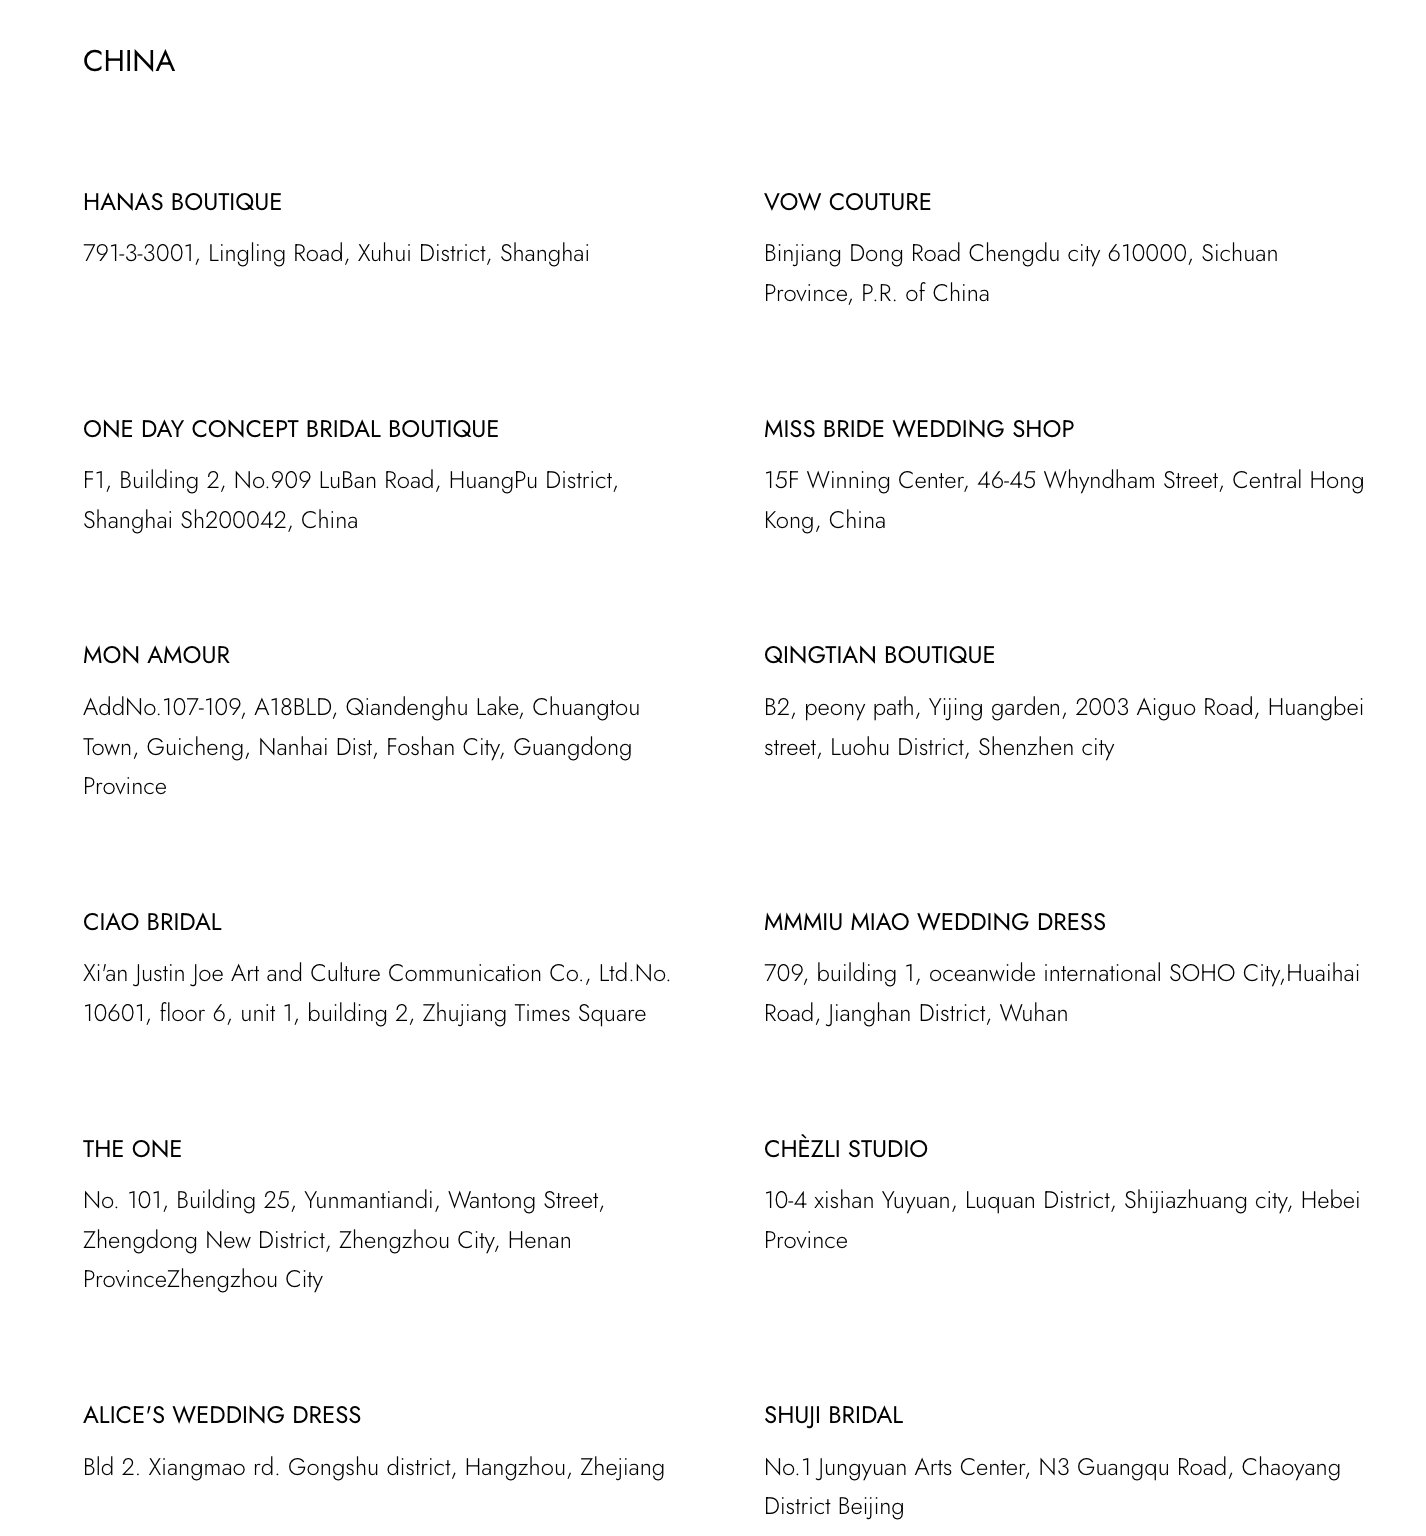 CHINA
HANAS BOUTIQUE
791-3-3001, Lingling Road, Xuhui District, Shanghai
VOW COUTURE
Binjiang Dong Road Chengdu city 610000, Sichuan
Province, P.R. of China
ONE DAY CONCEPT BRIDAL BOUTIQUE
F1, Building 2, No.909 LuBan Road, HuangPu District,
Shanghai Sh200042, China
MISS BRIDE WEDDING SHOP
15F Winning Center, 46-45 Whyndham Street, Central Hong
Kong, China
MON AMOUR
AddNo.107-109, A18BLD, Qiandenghu Lake, Chuangtou
Town, Guicheng, Nanhai Dist, Foshan City, Guangdong
Province
QINGTIAN BOUTIQUE
B2, peony path, Yijing garden, 2003 Aiguo Road, Huangbei
street, Luohu District, Shenzhen city
CIAO BRIDAL
Xi'an Justin Joe Art and Culture Communication Co., Ltd.No.
10601, floor 6, unit 1, building 2, Zhujiang Times Square
MMMIU MIAO WEDDING DRESS
709, building 1, oceanwide international SOHO City,Huaihai
Road, Jianghan District, Wuhan
THE ONE
No. 101, Building 25, Yunmantiandi, Wantong Street,
Zhengdong New District, Zhengzhou City, Henan
ProvinceZhengzhou City
CHÈZLI STUDIO
10-4 xishan Yuyuan, Luquan District, Shijiazhuang city, Hebei
Province
ALICE'S WEDDING DRESS
Bld 2. Xiangmao rd. Gongshu district, Hangzhou, Zhejiang
SHUJI BRIDAL
No.1 Jungyuan Arts Center, N3 Guangqu Road, Chaoyang
District Beijing